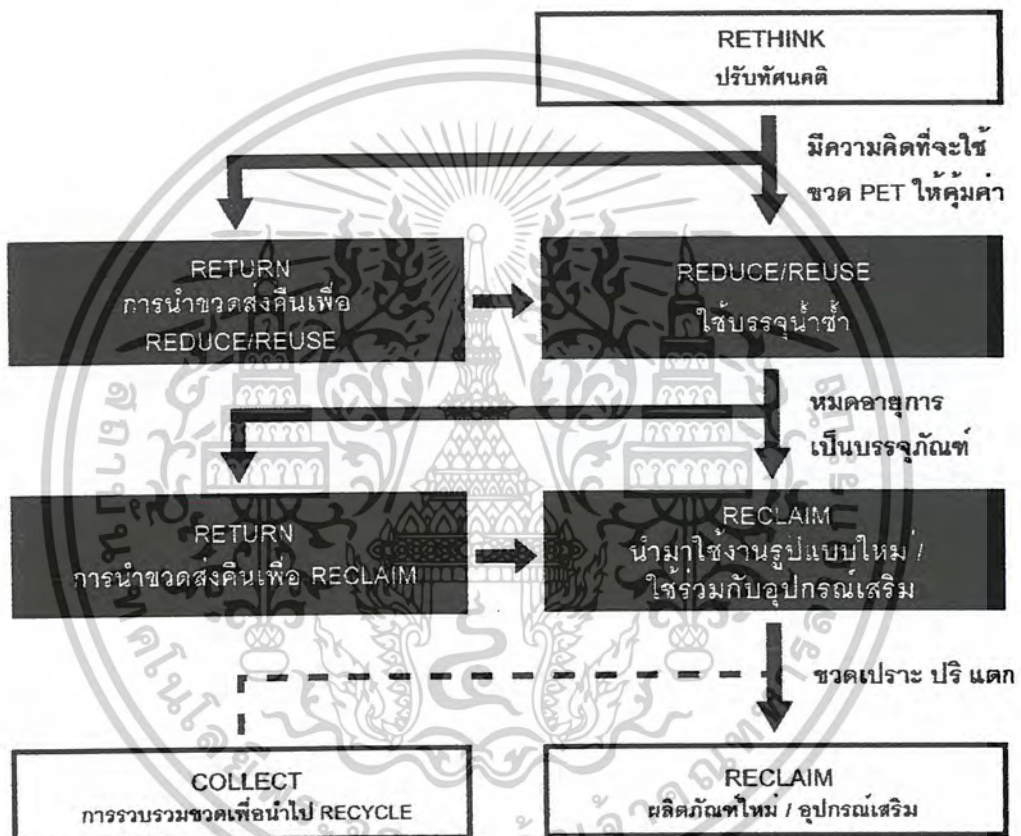 RETHINK
ปรับทัศนคติ
มีความคิดที่จะใช้
ขวด PET ให้คุ้มค่า
RETURN
การนำขวดส่งคืนเพื่อ
REDUCE/REUSE
REDUCE/REUSE
ใช้บรรจุน้ำซ้ำ
หมดอายุการ
เป็นบรรจุภัณฑ์
RETURN
การนำขวดส่งคืนเพื่อ RECLAIM
RECLAIM
นำมาใช้งานรูปแบบใหม่ /
ใช้ร่วมกับอุปกรณ์เสริม
ขวดเปราะ ปริ แตก
COLLECT
การรวบรวมขวดเพื่อนำไป RECYCLE
RECLAIM
ผลิตภัณฑ์ใหม่ / อุปกรณ์เสริม